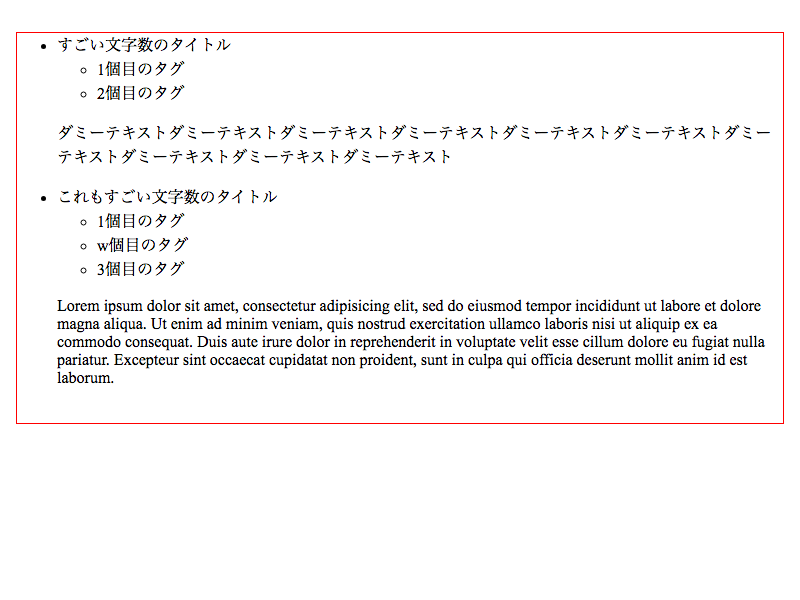 すごい文字数のタイトル
1個目のタグ
2個目のタグ
ダミーテキストダミーテキストダミーテキストダミーテキストダミーテキストダミーテキストダミー
テキストダミーテキストダミーテキストダミーテキスト
これもすごい文字数のタイトル
1個目のタグ
w個目のタグ
3個目のタグ
Lorem ipsum dolor sit amet, consectetur adipisicing elit, sed do eiusmod tempor incididunt ut labore et dolore
magna aliqua. Ut enim ad minim veniam, quis nostrud exercitation ullamco laboris nisi ut aliquip ex ea
commodo consequat. Duis aute irure dolor in reprehenderit in voluptate velit esse cillum dolore eu fugiat nulla
pariatur. Excepteur sint occaecat cupidatat non proident, sunt in culpa qui officia deserunt mollit anim id est
laborum.